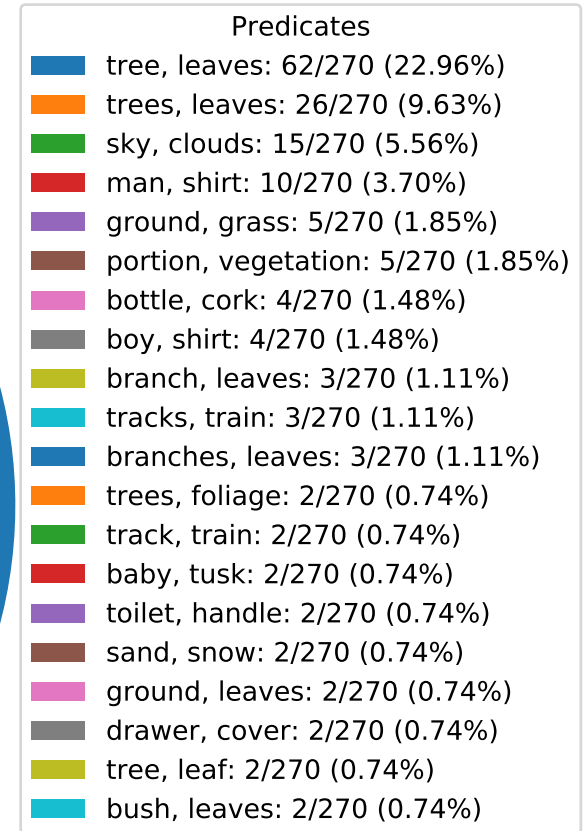 Predicates
tree, leaves: 62/270 (22.96%)
trees, leaves: 26/270 (9.63%)
sky, clouds: 15/270 (5.56%)
man, shirt: 10/270 (3.70%)
ground, grass: 5/270 (1.85%)
portion, vegetation: 5/270 (1.85%)
bottle, cork: 4/270 (1.48%)
boy, shirt: 4/270 (1.48%)
branch, leaves: 3/270 (1.11%)
tracks, train: 3/270 (1.11%)
branches, leaves: 3/270 (1.11%)
trees, foliage: 2/270 (0.74%)
track, train: 2/270 (0.74%)
baby, tusk: 2/270 (0.74%)
toilet, handle: 2/270 (0.74%)
sand, snow: 2/270 (0.74%)
ground, leaves: 2/270 (0.74%)
drawer, cover: 2/270 (0.74%)
tree, leaf: 2/270 (0.74%)
bush, leaves: 2/270 (0.74%)